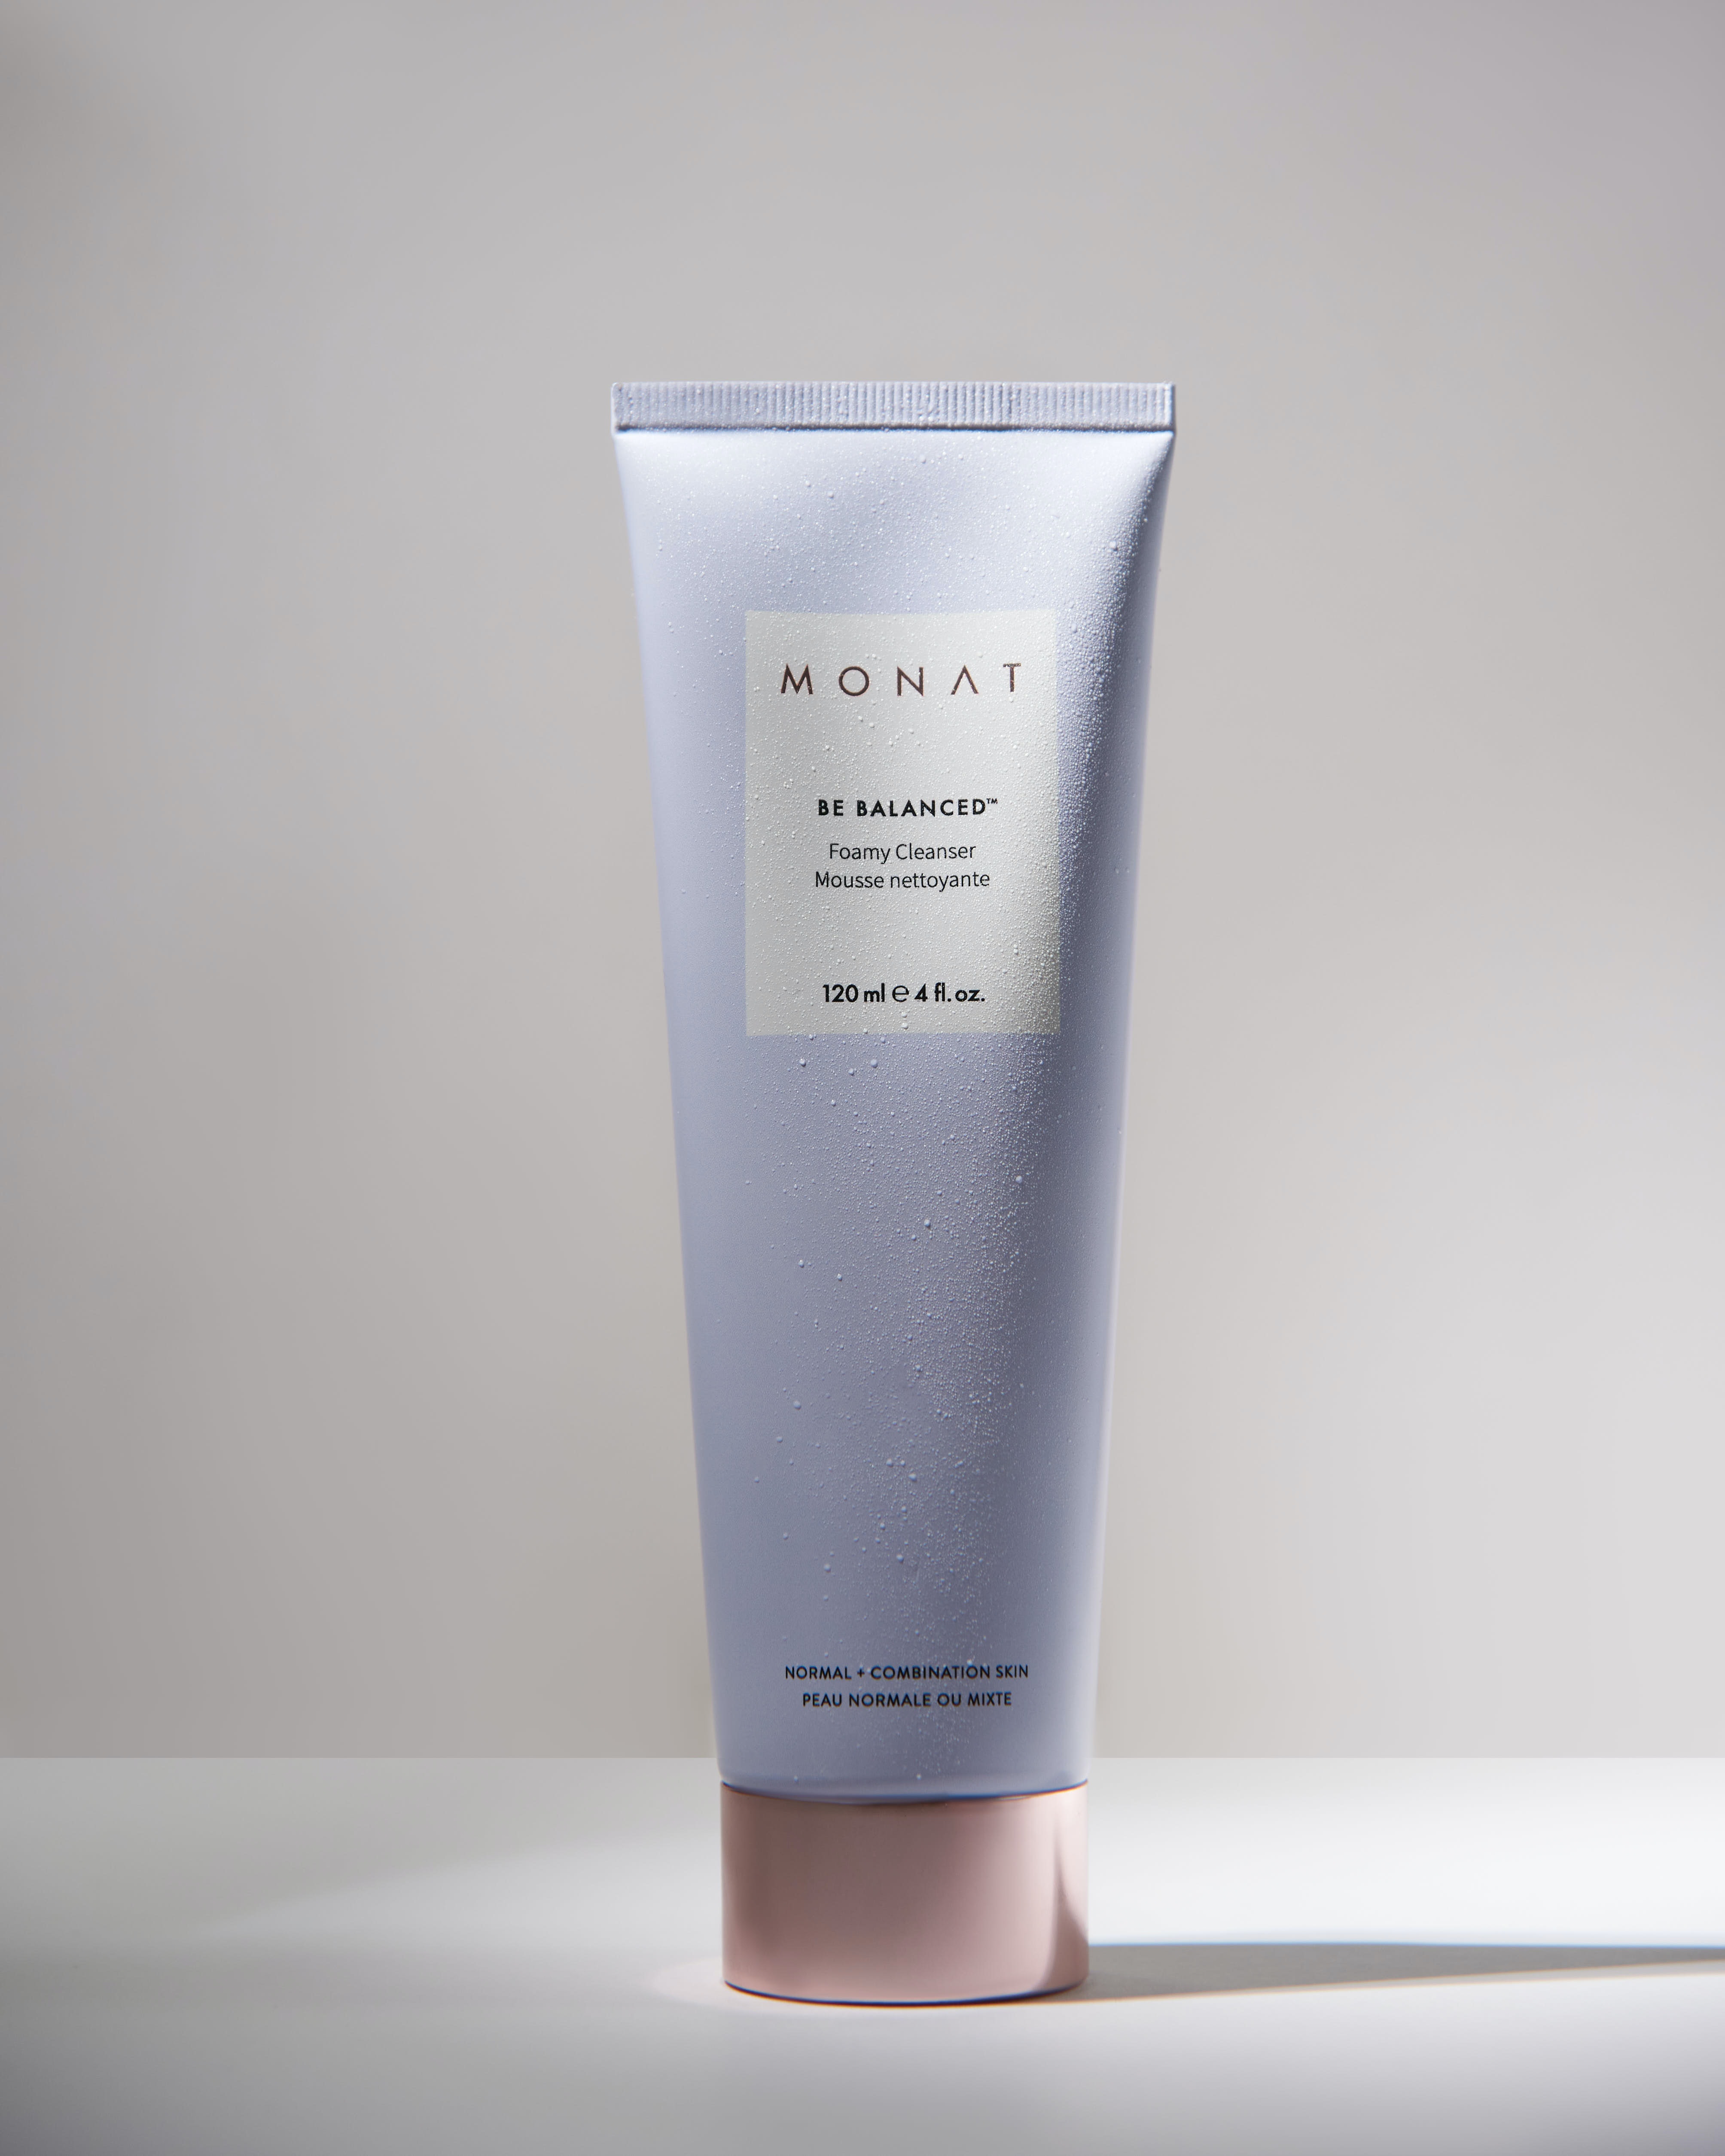 MONAT
BE BALANCED™
Foamy Cleanser
Mousse nettoyante
120 ml ℮ 4 fl. oz.
NORMAL + COMBINATION SKIN
PEAU NORMALE OU MIXTE